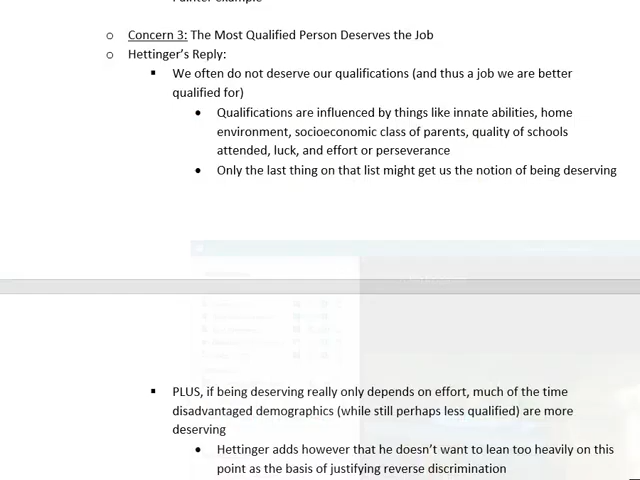 Painter example
o Concern 3: The Most Qualified Person Deserves the Job
o Hettinger’s Reply:
▪ We often do not deserve our qualifications (and thus a job we are better
qualified for)
• Qualifications are influenced by things like innate abilities, home
environment, socioeconomic class of parents, quality of schools
attended, luck, and effort or perseverance
• Only the last thing on that list might get us the notion of being deserving
▪ PLUS, if being deserving really only depends on effort, much of the time
disadvantaged demographics (while still perhaps less qualified) are more
deserving
• Hettinger adds however that he doesn’t want to lean too heavily on this
point as the basis of justifying reverse discrimination